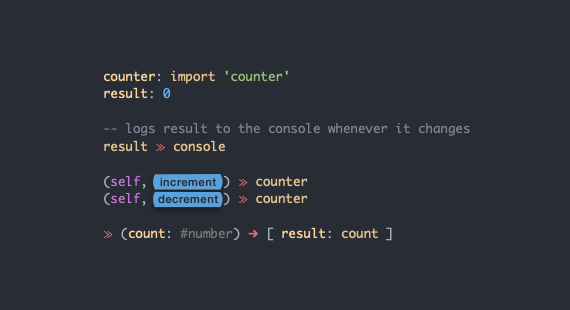 counter: import 'counter'
result: 0
-- logs result to the console whenever it changes
result » console
(self, increment) » counter
(self, decrement) » counter
» (count: #number) → [ result: count ]